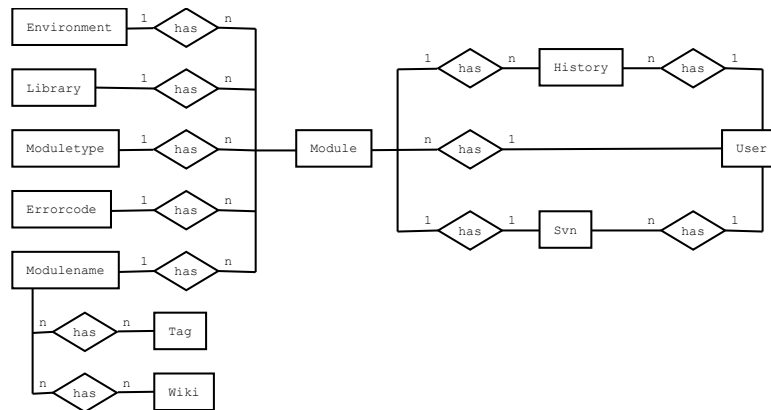 Environment 1 has n
Library 1 has n
Moduletype 1 has n
Errorcode 1 has n
Modulename 1 has n
n has n Tag
n has n Wiki
Module
1 has n History n has 1
n has 1 User
1 has 1 Svn n has 1